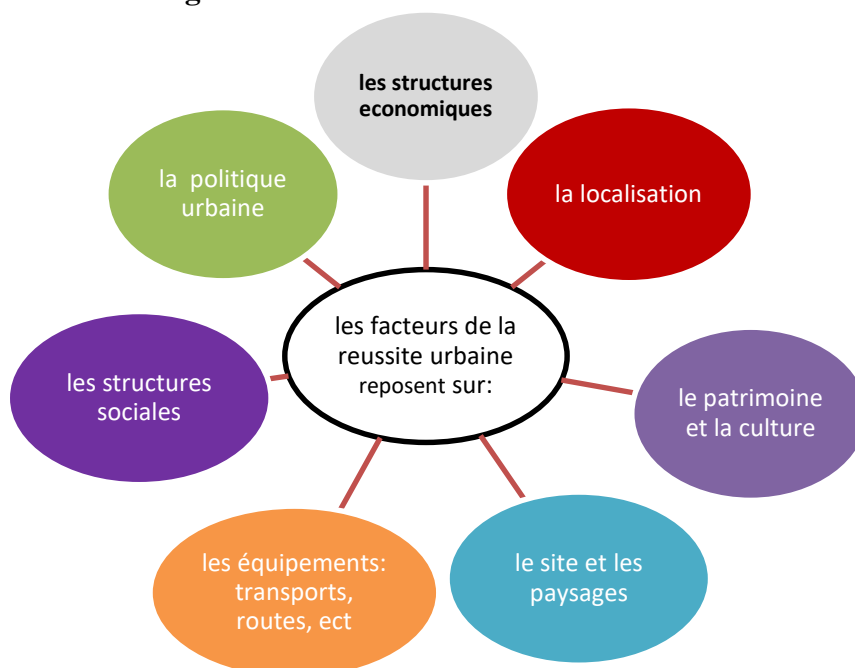 les structures
economiques
la politique
urbaine
la localisation
les facteurs de la
reussite urbaine
reposent sur:
les structures
sociales
le patrimoine
et la culture
les équipements:
transports,
routes, ect
le site et les
paysages